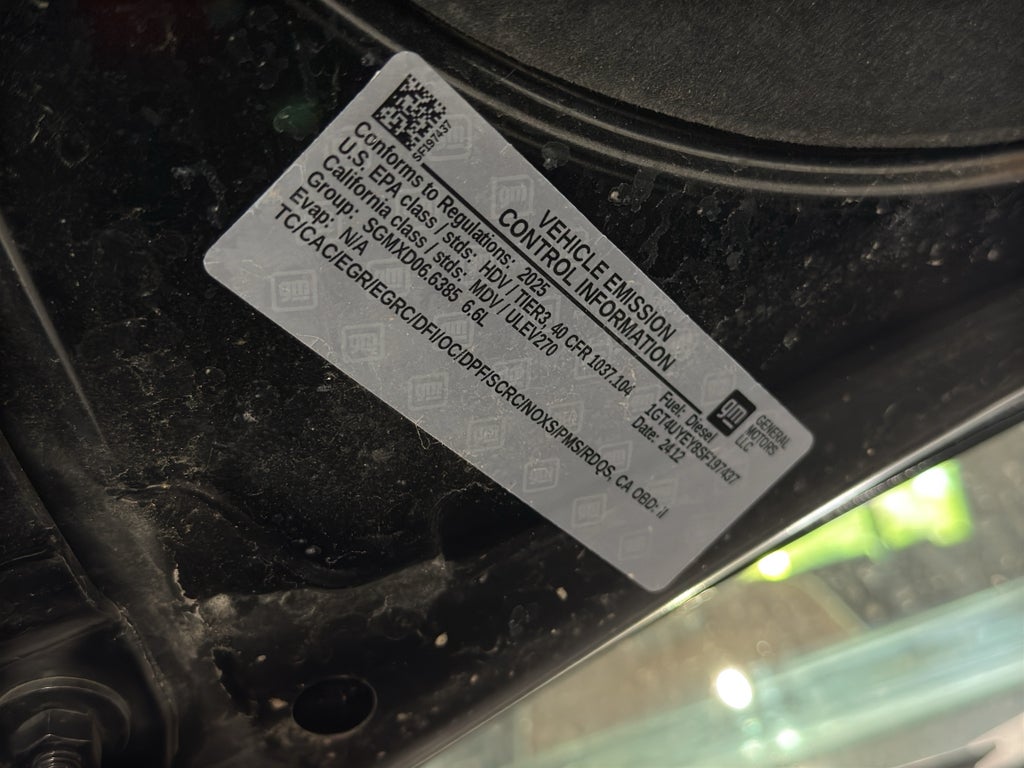 SF197437
VEHICLE EMISSION
CONTROL INFORMATION
gm
GENERAL
MOTORS
LLC
Conforms to Regulations: 2025
Fuel: Diesel
U.S. EPA class / stds: HDV / TIER3, 40 CFR 1037.104
1GT4UYEY8SF197437
California class / stds: MDV / ULEV270
Date: 2412
Group: SGMXD06.6385 6.6L
Evap: N/A
TC/CAC/EGR/EGRC/DFI/OC/DPF/SCRC/NOXS/PMS/RDQS, CA OBD: II